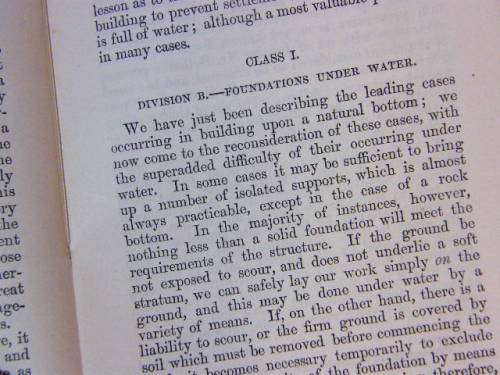 lesson as to
building to prevent
is full of water; although a most valuable
in many cases.
CLASS I.
DIVISION B.—FOUNDATIONS UNDER WATER.
We have just been describing the leading cases
occurring in building upon a natural bottom; we
now come to the reconsideration of these cases, with
the superadded difficulty of their occurring under
water. In some cases it may be sufficient to bring
up a number of isolated supports, which is almost
always practicable, except in the case of a rock
bottom. In the majority of instances, however,
nothing less than a solid foundation will meet the
requirements of the structure. If the ground be
not exposed to scour, and does not underlie a soft
stratum, we can safely lay our work simply on the
ground, and this may be done under water by a
variety of means. If, on the other hand, there is a
liability to scour, or the firm ground is covered by
soil which must be removed before commencing the
it becomes necessary temporarily to exclude
of the foundation by means
therefore,